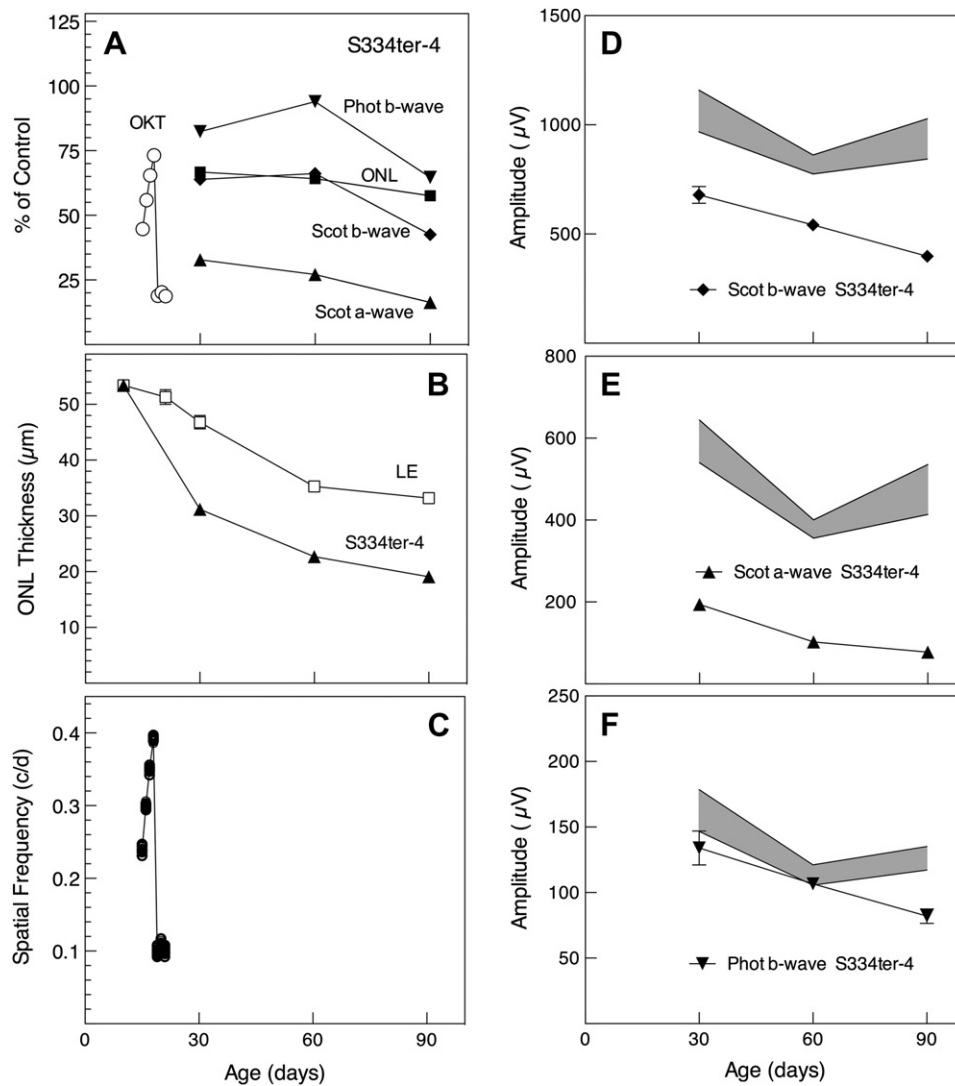 A
S334ter-4
125
100
75
50
25
% of Control
OKT
Phot b-wave
ONL
Scot b-wave
Scot a-wave
B
50
40
30
20
10
ONL Thickness (µm)
LE
S334ter-4
C
0.4
0.3
0.2
0.1
Spatial Frequency (c/d)
0
30
60
90
Age (days)
D
1500
1000
500
Amplitude ( µV)
Scot b-wave S334ter-4
E
800
600
400
200
Amplitude ( µV)
Scot a-wave S334ter-4
F
250
200
150
100
50
Amplitude ( µV)
Phot b-wave S334ter-4
0
30
60
90
Age (days)